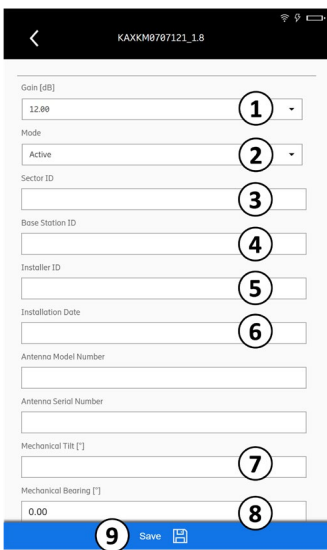 KAXKM0707121_1.8
Gain [dB]
12.00
1
Mode
Active
2
Sector ID
3
Base Station ID
4
Installer ID
5
Installation Date
6
Antenna Model Number
Antenna Serial Number
Mechanical Tilt [°]
7
Mechanical Bearing [°]
0.00
8
9 Save